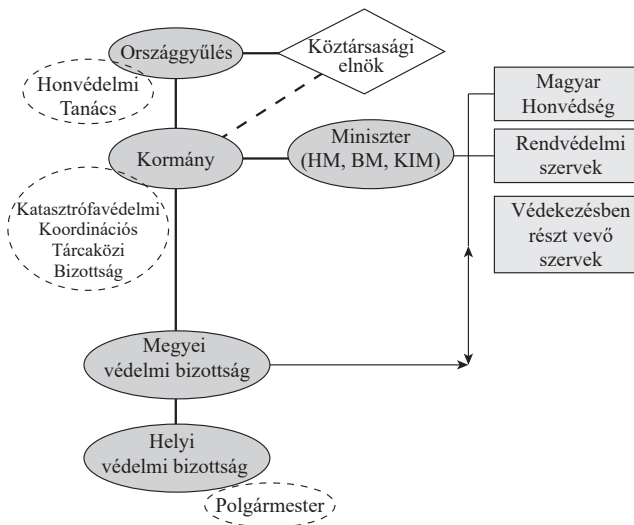 Országgyűlés
Köztársasági
elnök
Honvédelmi
Tanács
Magyar
Honvédség
Kormány
Miniszter
(HM, BM, KIM)
Rendvédelmi
szervek
Katasztrófavédelmi
Koordinációs
Tárcaközi
Bizottság
Védekezésben
részt vevő
szervek
Megyei
védelmi bizottság
Helyi
védelmi bizottság
Polgármester